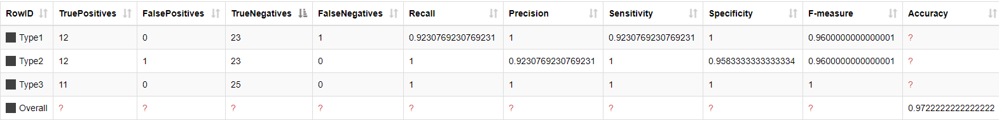 RowID TruePositives FalsePositives TrueNegatives FalseNegatives Recall Precision Sensitivity Specificity F-measure Accuracy
Type1 12 0 23 1 0.9230769230769231 1 0.9230769230769231 1 0.9600000000000001 ?
Type2 12 1 23 0 1 0.9230769230769231 1 0.9583333333333334 0.9600000000000001 ?
Type3 11 0 25 0 1 1 1 1 1 ?
Overall ? ? ? ? ? ? ? ? ? 0.9722222222222222